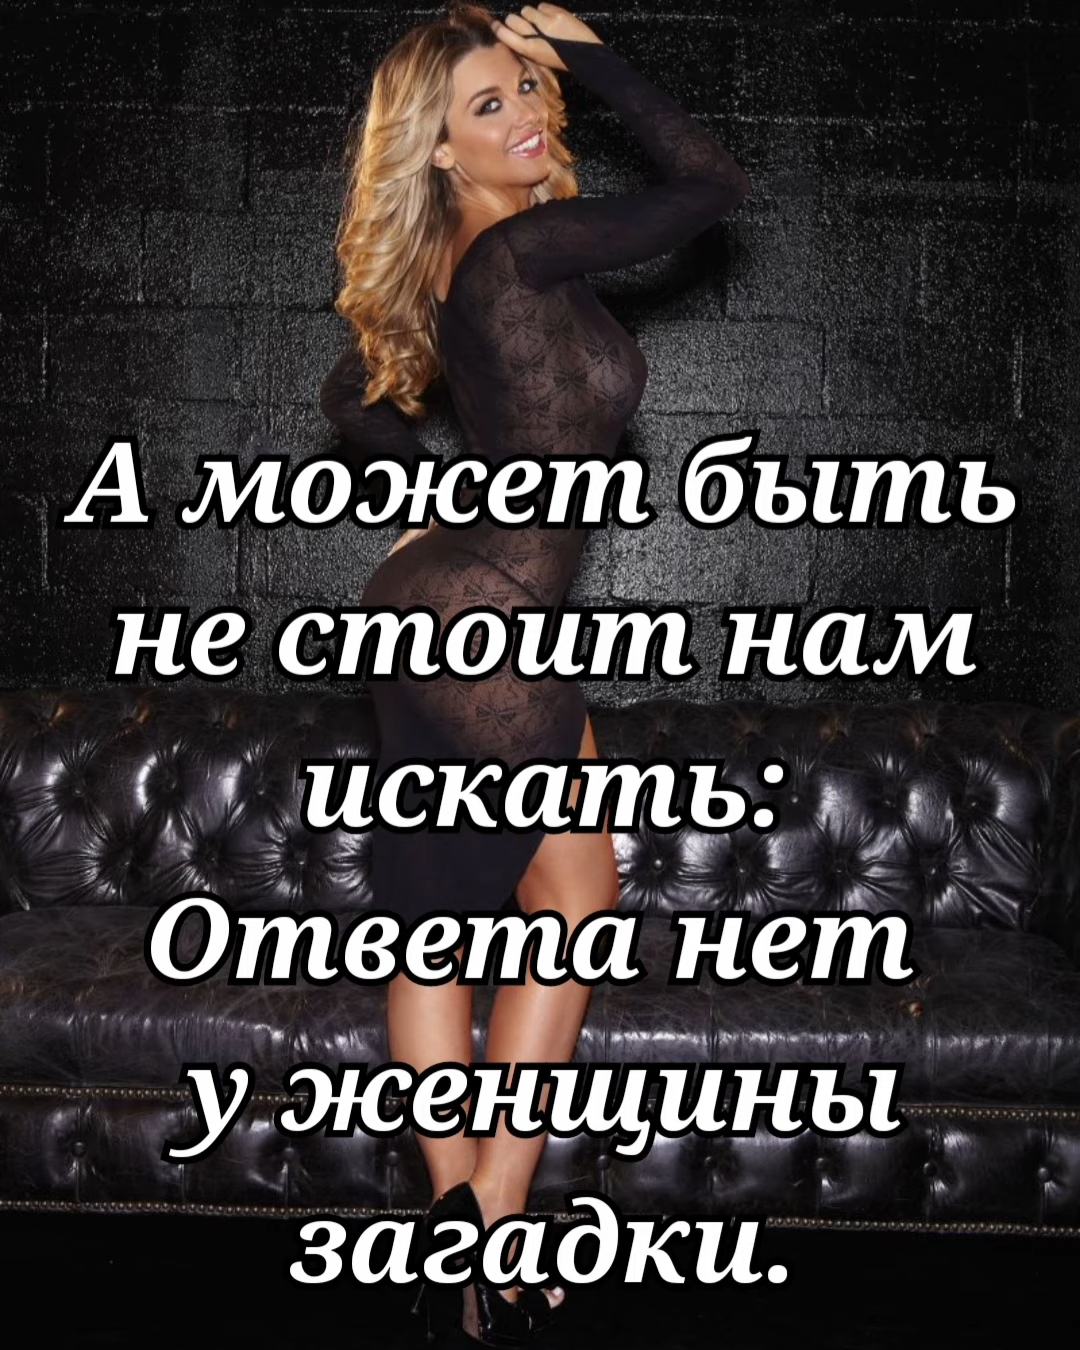 А может быть
не стоит нам
искать:
Ответа нет
у женщины
загадки.